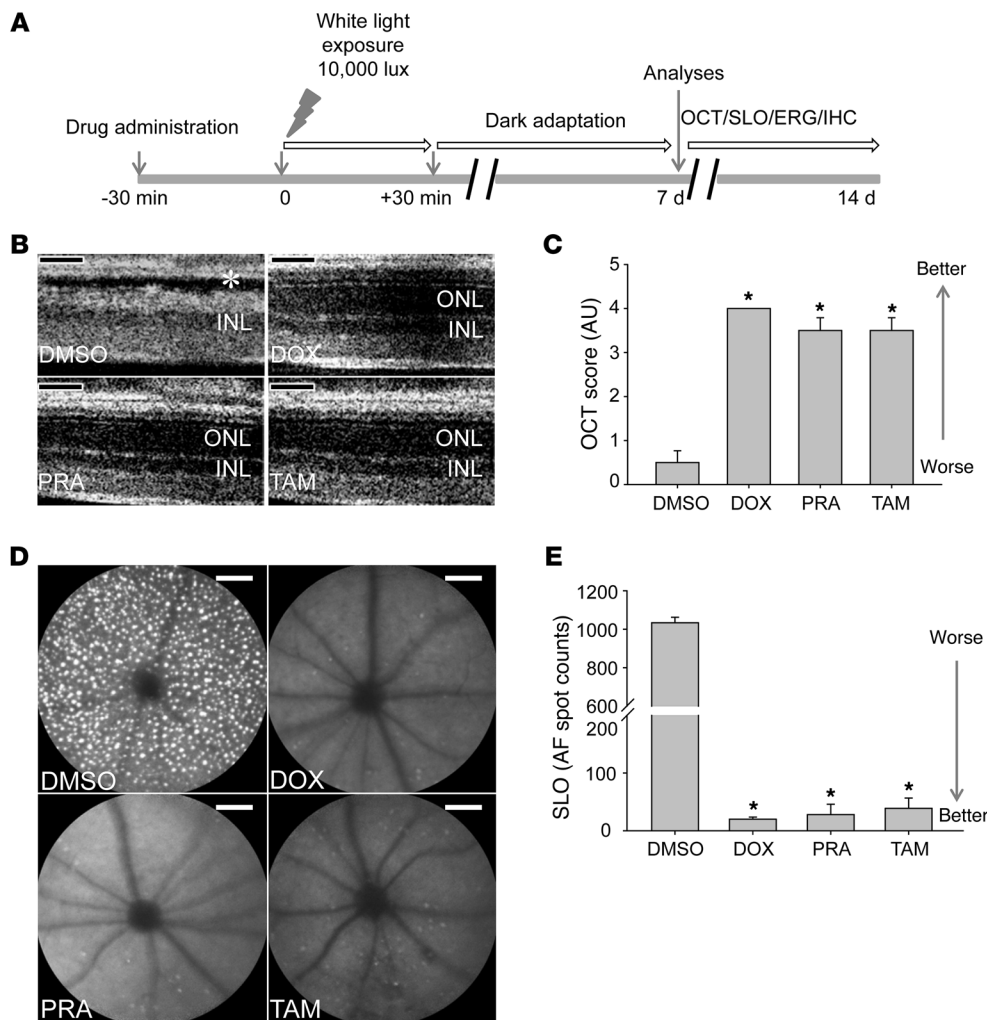 A
White light
exposure
10,000 lux
Drug administration
Dark adaptation
Analyses
OCT/SLO/ERG/IHC
-30 min
0
+30 min
7 d
14 d
B
*
INL
DMSO
ONL
INL
DOX
ONL
INL
PRA
ONL
INL
TAM
C
OCT score (AU)
5
4
3
2
1
0
*
*
*
DMSO
DOX
PRA
TAM
Better
Worse
D
DMSO
DOX
PRA
TAM
E
SLO (AF spot counts)
1200
1000
800
600
200
100
0
*
*
*
DMSO
DOX
PRA
TAM
Worse
Better